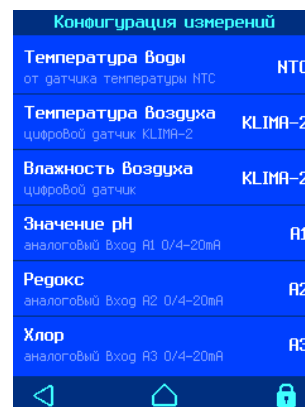 Конфигурация измерений
Температура воды
от датчика температуры NTC
NTC
Температура воздуха
цифровой датчик KLIMA-2
KLIMA-2
Влажность воздуха
цифровой датчик
KLIMA-2
Значение pH
аналоговый вход A1 0/4-20mA
A1
Редокс
аналоговый вход A2 0/4-20mA
A2
Хлор
аналоговый вход A3 0/4-20mA
A3